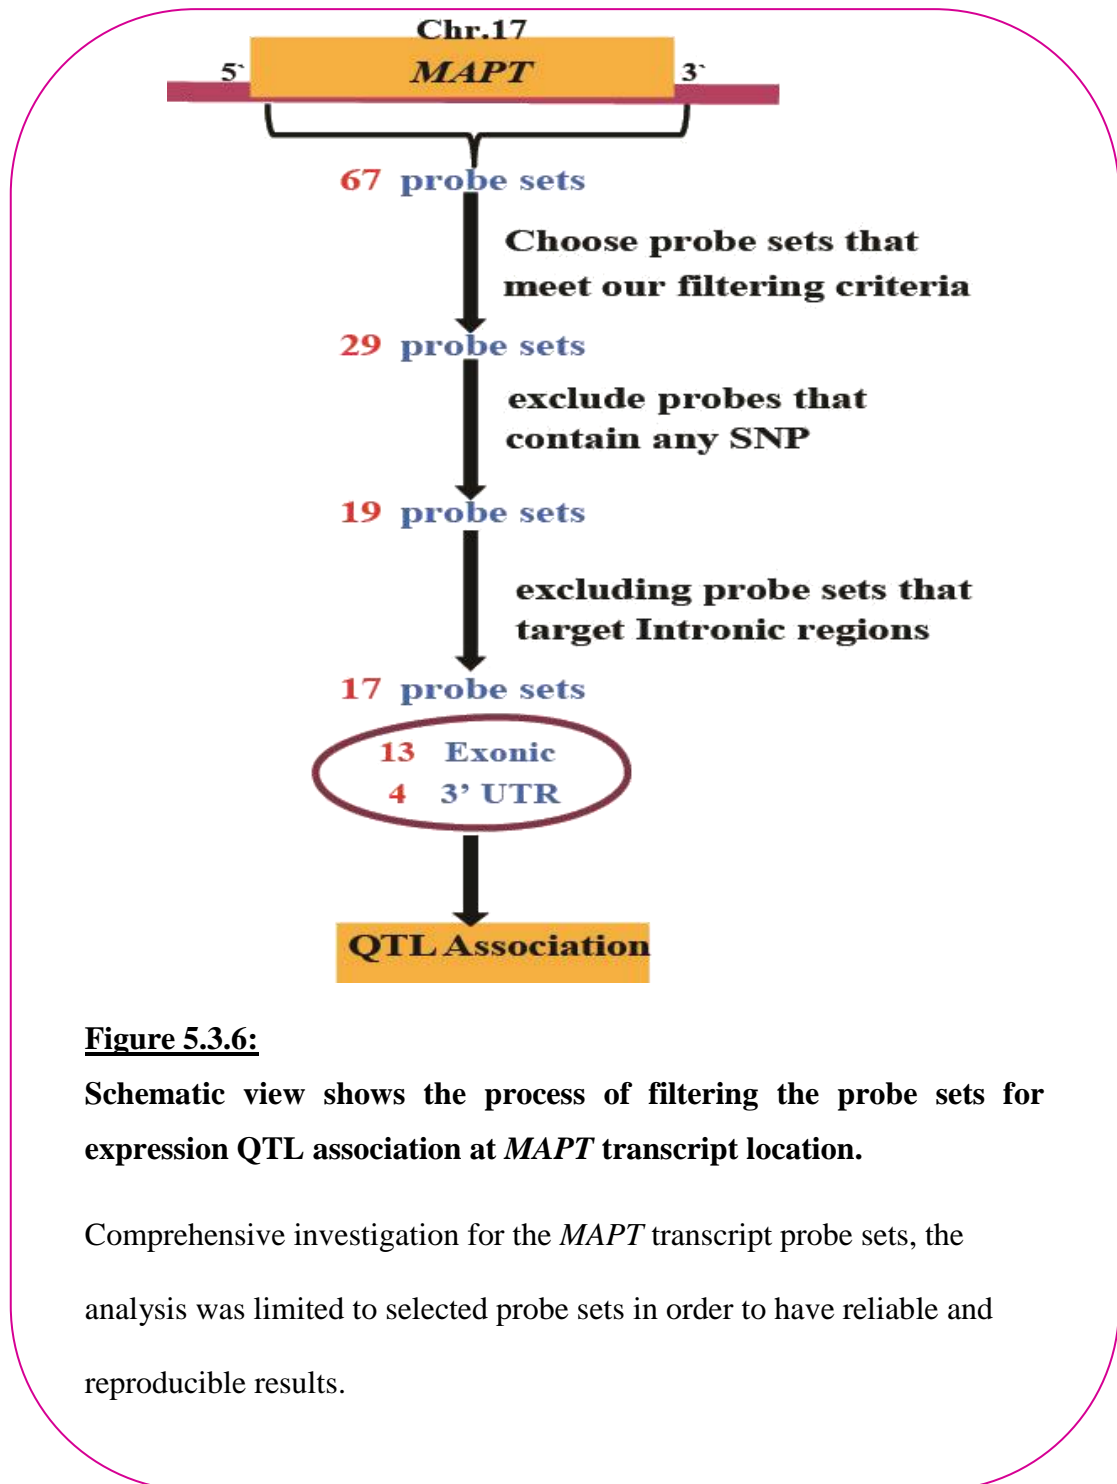 Chr.17
5` MAPT 3`
67 probe sets
Choose probe sets that
meet our filtering criteria
29 probe sets
exclude probes that
contain any SNP
19 probe sets
excluding probe sets that
target Intronic regions
17 probe sets
13 Exonic
4 3’ UTR
QTL Association
Figure 5.3.6:
Schematic view shows the process of filtering the probe sets for
expression QTL association at MAPT transcript location.
Comprehensive investigation for the MAPT transcript probe sets, the
analysis was limited to selected probe sets in order to have reliable and
reproducible results.